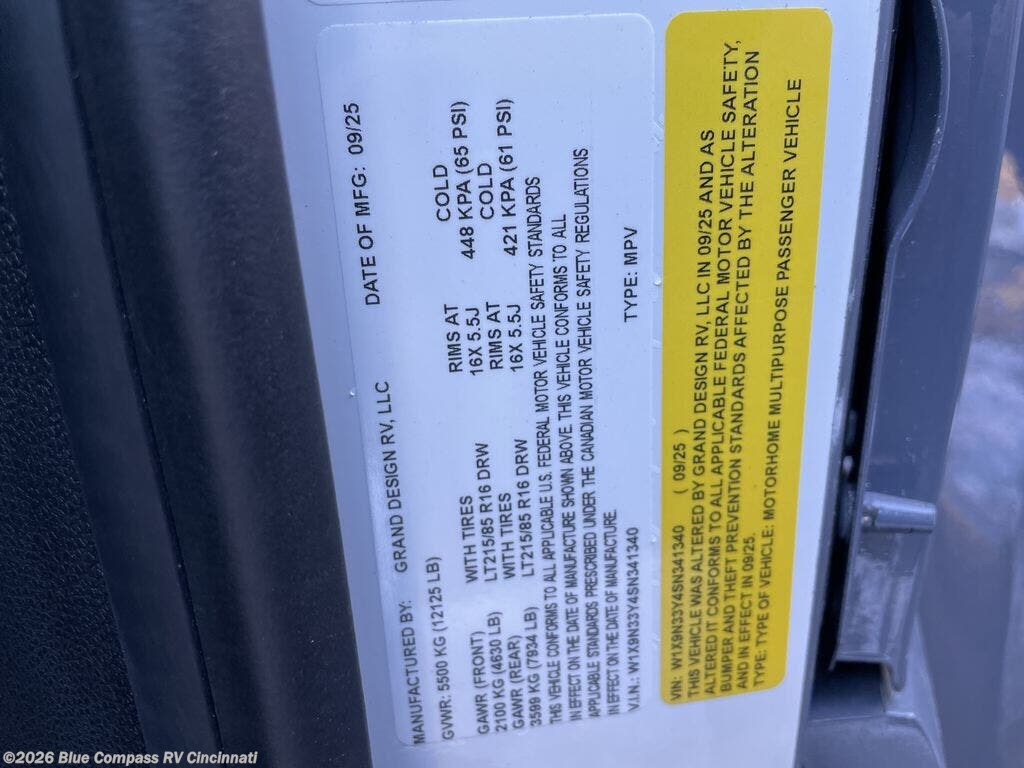 MANUFACTURED BY: GRAND DESIGN RV, LLC DATE OF MFG: 09/25
GVWR: 5500 KG (12125 LB)
GAWR (FRONT) WITH TIRES RIMS AT COLD
2100 KG (4630 LB) LT215/85 R16 DRW 16X 5.5J 448 KPA (65 PSI)
GAWR (REAR) WITH TIRES RIMS AT COLD
3599 KG (7934 LB) LT215/85 R16 DRW 16X 5.5J 421 KPA (61 PSI)
THIS VEHICLE CONFORMS TO ALL APPLICABLE U.S. FEDERAL MOTOR VEHICLE SAFETY STANDARDS
IN EFFECT ON THE DATE OF MANUFACTURE SHOWN ABOVE. THIS VEHICLE CONFORMS TO ALL
APPLICABLE STANDARDS PRESCRIBED UNDER THE CANADIAN MOTOR VEHICLE SAFETY REGULATIONS
IN EFFECT ON THE DATE OF MANUFACTURE.
V.I.N.: W1X9N33Y4SN341340 TYPE: MPV
VIN: W1X9N33Y4SN341340 ( 09/25 )
THIS VEHICLE WAS ALTERED BY GRAND DESIGN RV, LLC IN 09/25 AND AS
ALTERED IT CONFORMS TO ALL APPLICABLE FEDERAL MOTOR VEHICLE SAFETY,
BUMPER AND THEFT PREVENTION STANDARDS AFFECTED BY THE ALTERATION
AND IN EFFECT IN 09/25.
TYPE: TYPE OF VEHICLE: MOTORHOME MULTIPURPOSE PASSENGER VEHICLE
©2026 Blue Compass RV Cincinnati